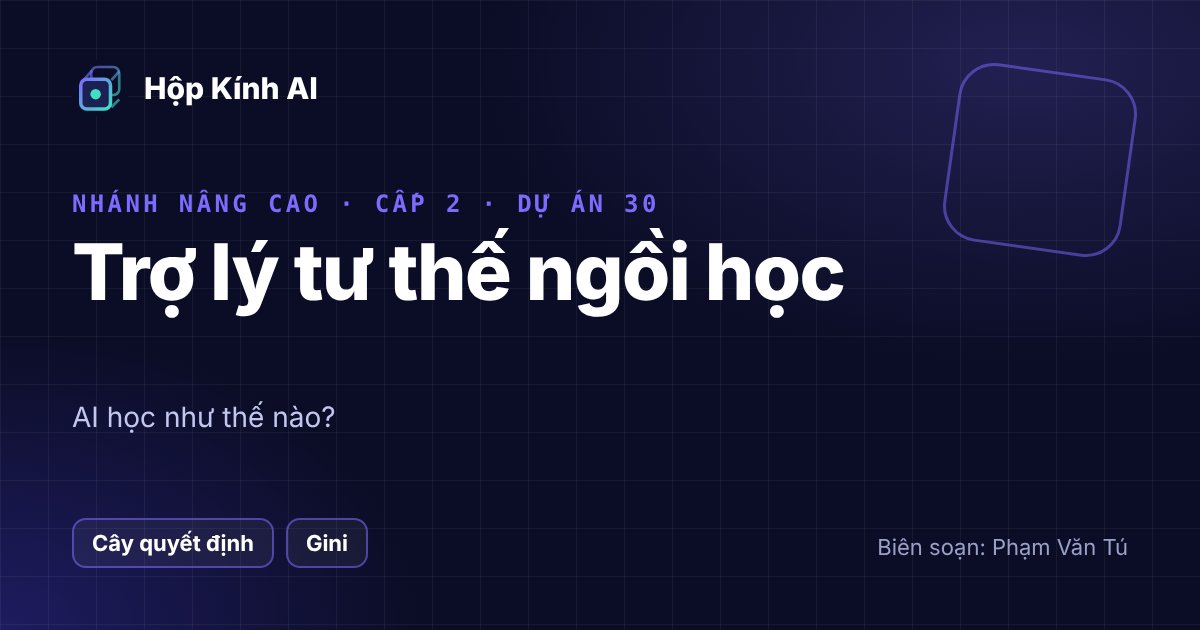 Hộp Kính AI
NHÁNH NÂNG CAO · CẤP 2 · DỰ ÁN 30
Trợ lý tư thế ngồi học
AI học như thế nào?
Cây quyết định
Gini
Biên soạn: Phạm Văn Tú